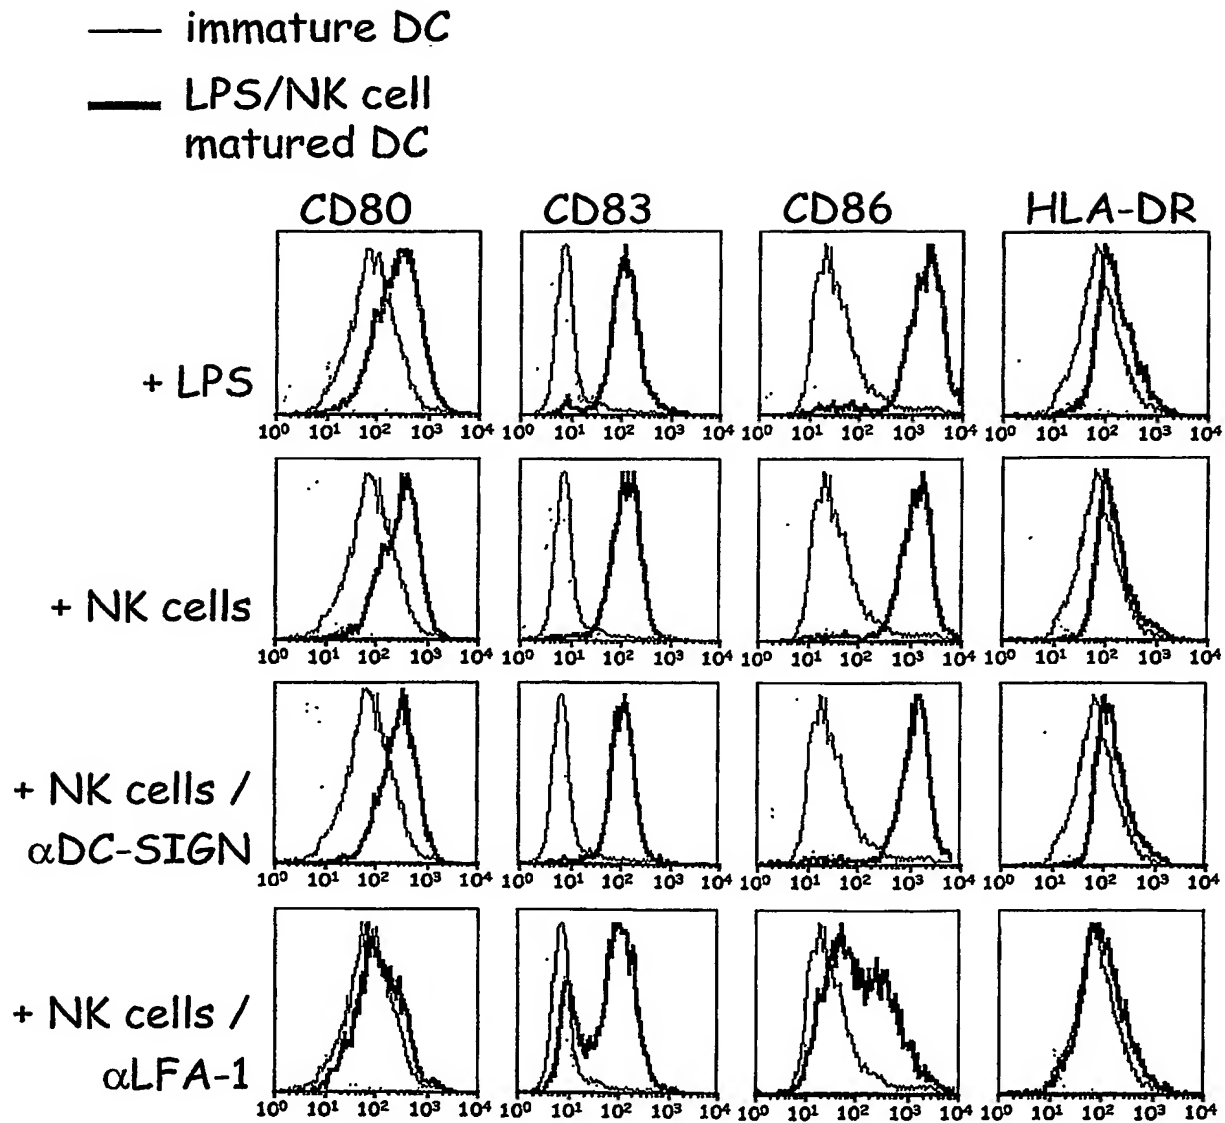 immature DC
LPS/NK cell
matured DC
CD80 CD83 CD86 HLA-DR
+ LPS
10⁰ 10¹ 10² 10³ 10⁴ 10⁰ 10¹ 10² 10³ 10⁴ 10⁰ 10¹ 10² 10³ 10⁴ 10⁰ 10¹ 10² 10³ 10⁴
+ NK cells
10⁰ 10¹ 10² 10³ 10⁴ 10⁰ 10¹ 10² 10³ 10⁴ 10⁰ 10¹ 10² 10³ 10⁴ 10⁰ 10¹ 10² 10³ 10⁴
+ NK cells /
αDC-SIGN
10⁰ 10¹ 10² 10³ 10⁴ 10⁰ 10¹ 10² 10³ 10⁴ 10⁰ 10¹ 10² 10³ 10⁴ 10⁰ 10¹ 10² 10³ 10⁴
+ NK cells /
αLFA-1
10⁰ 10¹ 10² 10³ 10⁴ 10⁰ 10¹ 10² 10³ 10⁴ 10⁰ 10¹ 10² 10³ 10⁴ 10⁰ 10¹ 10² 10³ 10⁴